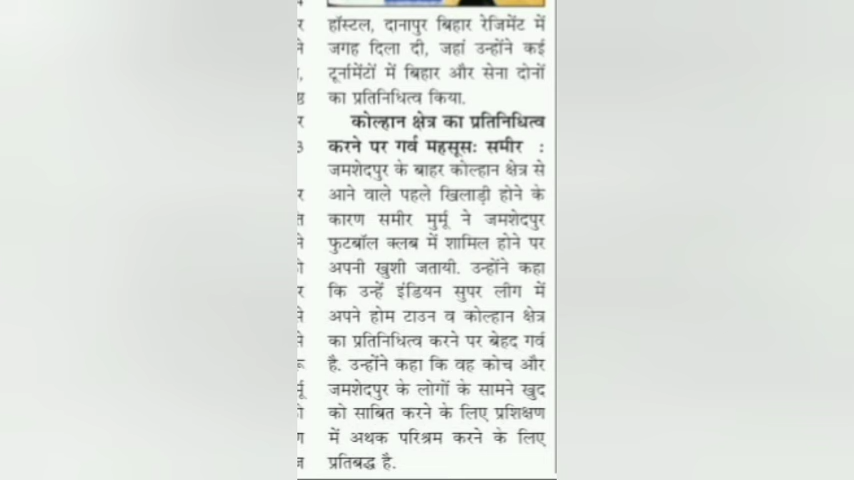 हॉस्टल, दानापुर बिहार रेजिमेंट में
जगह दिला दी, जहां उन्होंने कई
टूर्नामेंटों में बिहार और सेना दोनों
का प्रतिनिधित्व किया.
कोल्हान क्षेत्र का प्रतिनिधित्व
करने पर गर्व महसूसः समीर :
जमशेदपुर के बाहर कोल्हान क्षेत्र से
आने वाले पहले खिलाड़ी होने के
कारण समीर मुर्मू ने जमशेदपुर
फुटबॉल क्लब में शामिल होने पर
अपनी खुशी जतायी. उन्होंने कहा
कि उन्हें इंडियन सुपर लीग में
अपने होम टाउन व कोल्हान क्षेत्र
का प्रतिनिधित्व करने पर बेहद गर्व
है. उन्होंने कहा कि वह कोच और
जमशेदपुर के लोगों के सामने खुद
को साबित करने के लिए प्रशिक्षण
में अथक परिश्रम करने के लिए
प्रतिबद्ध है.